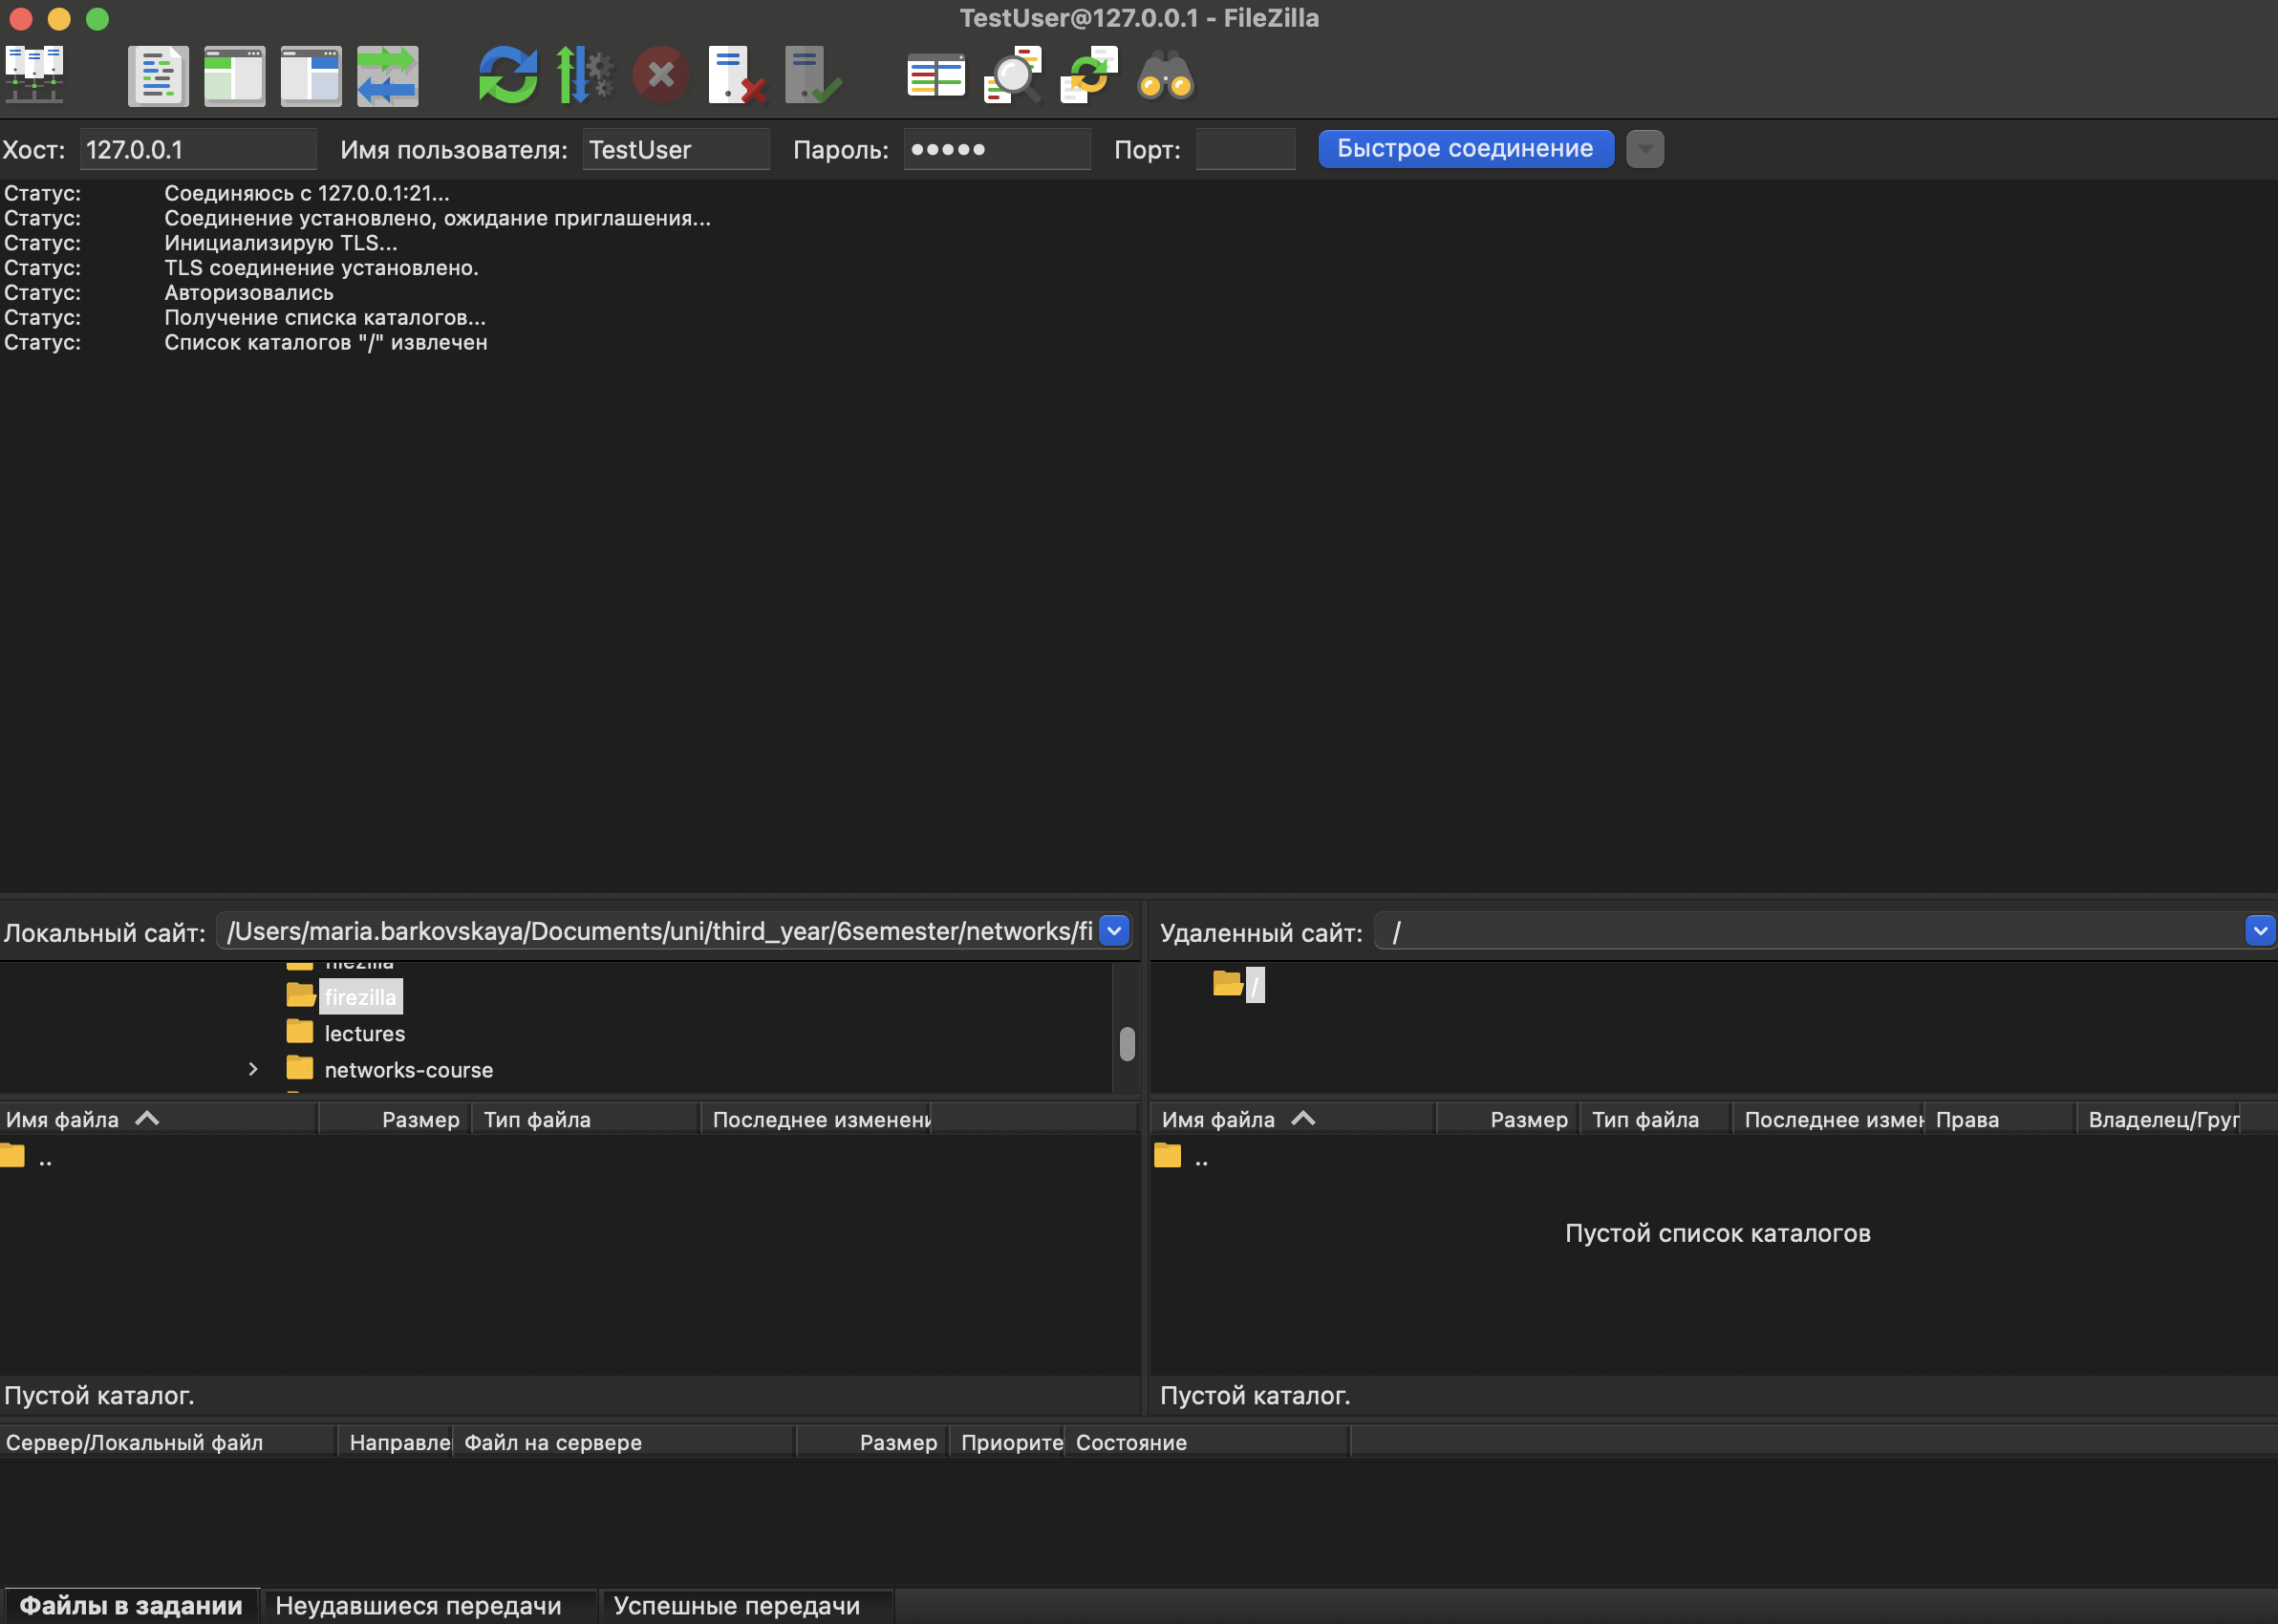 TestUser@127.0.0.1 - FileZilla
Хост: 127.0.0.1 Имя пользователя: TestUser Пароль: ●●●●● Порт: Быстрое соединение
Статус: Соединяюсь с 127.0.0.1:21...
Статус: Соединение установлено, ожидание приглашения...
Статус: Инициализирую TLS...
Статус: TLS соединение установлено.
Статус: Авторизовались
Статус: Получение списка каталогов...
Статус: Список каталогов "/" извлечен
Локальный сайт: /Users/maria.barkovskaya/Documents/uni/third_year/6semester/networks/fi
filezilla
firezilla
lectures
networks-course
Имя файла Размер Тип файла Последнее изменени
..
Пустой каталог.
Удаленный сайт: /
/
Имя файла Размер Тип файла Последнее измен Права Владелец/Груп
..
Пустой список каталогов
Пустой каталог.
Сервер/Локальный файл Направле Файл на сервере Размер Приорите Состояние
Файлы в задании Неудавшиеся передачи Успешные передачи